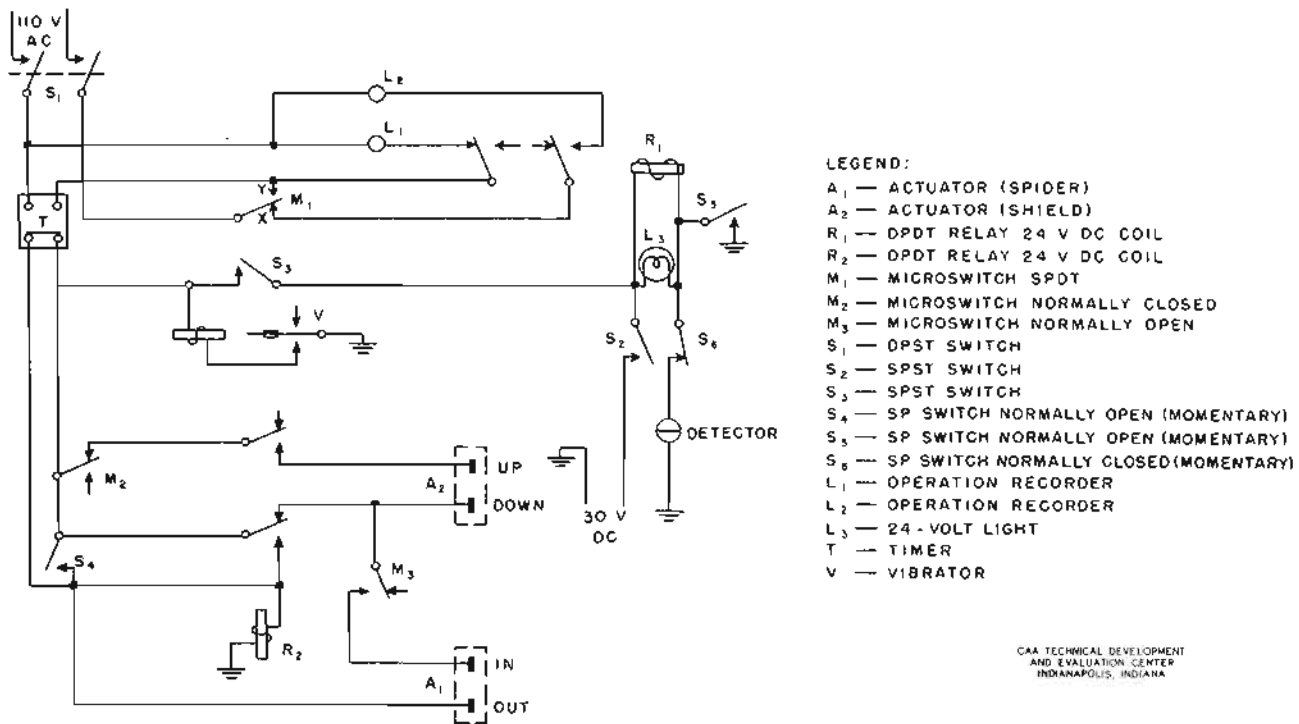 110 V
AC
S₁
L₂
L₁
R₁
Y
M₁
X
S₅
T
L₃
S₃
V
S₂
S₆
DETECTOR
M₂
UP
A₂
DOWN
30 V
DC
S₄
M₃
R₂
IN
A₁
OUT
LEGEND:
A₁ — ACTUATOR (SPIDER)
A₂ — ACTUATOR (SHIELD)
R₁ — DPDT RELAY 24 V DC COIL
R₂ — DPDT RELAY 24 V DC COIL
M₁ — MICROSWITCH SPDT
M₂ — MICROSWITCH NORMALLY CLOSED
M₃ — MICROSWITCH NORMALLY OPEN
S₁ — DPST SWITCH
S₂ — SPST SWITCH
S₃ — SPST SWITCH
S₄ — SP SWITCH NORMALLY OPEN (MOMENTARY)
S₅ — SP SWITCH NORMALLY OPEN (MOMENTARY)
S₆ — SP SWITCH NORMALLY CLOSED (MOMENTARY)
L₁ — OPERATION RECORDER
L₂ — OPERATION RECORDER
L₃ — 24-VOLT LIGHT
T — TIMER
V — VIBRATOR
CAA TECHNICAL DEVELOPMENT
AND EVALUATION CENTER
INDIANAPOLIS, INDIANA